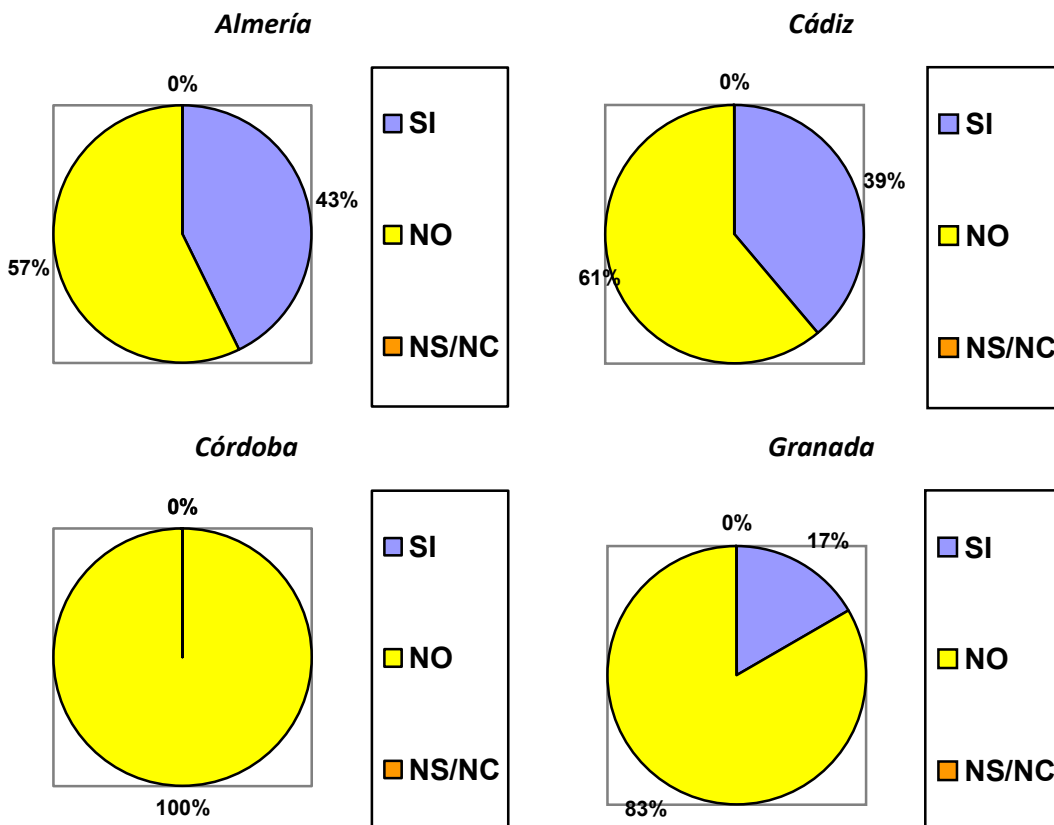 Almería
0%
43%
57%
SI
NO
NS/NC
Cádiz
0%
39%
61%
SI
NO
NS/NC
Córdoba
0%
100%
SI
NO
NS/NC
Granada
0%
17%
83%
SI
NO
NS/NC